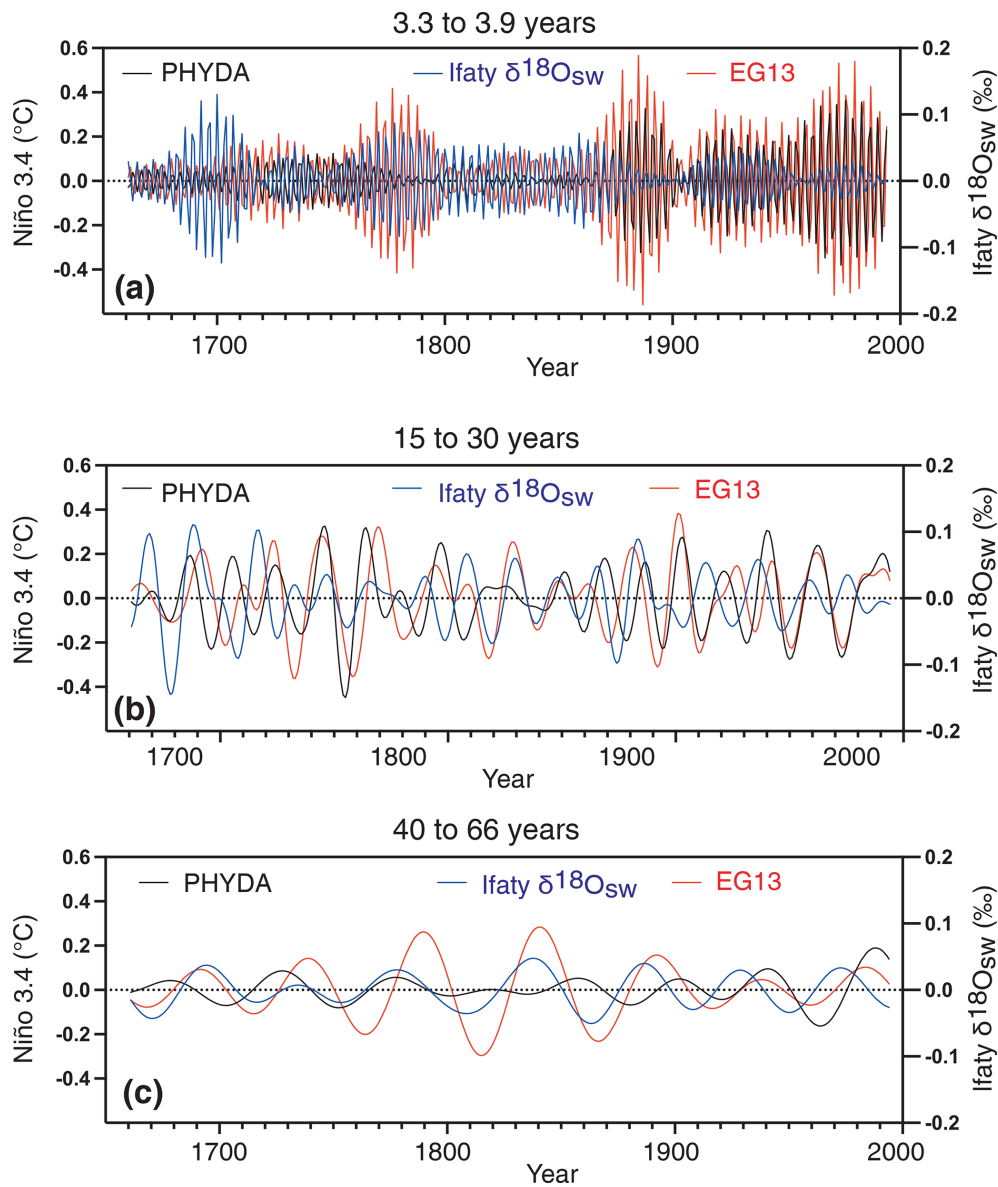 3.3 to 3.9 years
0.6 0.2
PHYDA Ifaty δ18Osw EG13
0.4 0.1
0.2
0.0 0.0
-0.2 -0.1
-0.4
-0.2
Niño 3.4 (°C)
Ifaty δ18Osw (‰)
(a)
1700 1800 1900 2000
Year
15 to 30 years
0.6 0.2
PHYDA Ifaty δ18Osw EG13
0.4 0.1
0.2
0.0 0.0
-0.2 -0.1
-0.4
-0.2
Niño 3.4 (°C)
Ifaty δ18Osw (‰)
(b)
1700 1800 1900 2000
Year
40 to 66 years
0.6 0.2
PHYDA Ifaty δ18Osw EG13
0.4 0.1
0.2
0.0 0.0
-0.2 -0.1
-0.4
-0.2
Niño 3.4 (°C)
Ifaty δ18Osw (‰)
(c)
1700 1800 1900 2000
Year